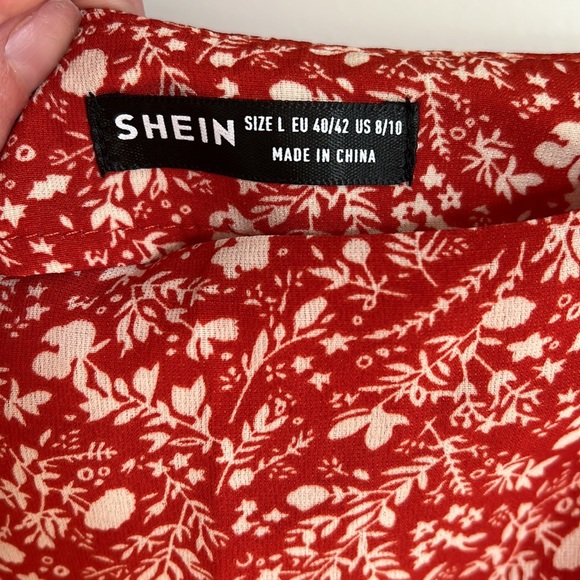 SHEIN SIZE L EU 40/42 US 8/10
MADE IN CHINA